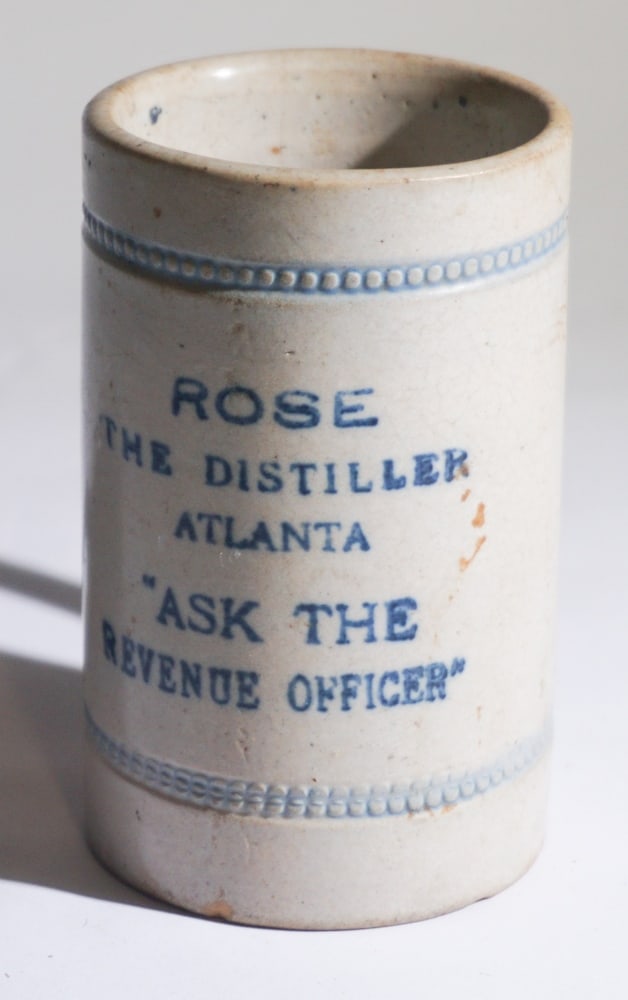 ROSE
THE DISTILLER
ATLANTA
"ASK THE
REVENUE OFFICER"